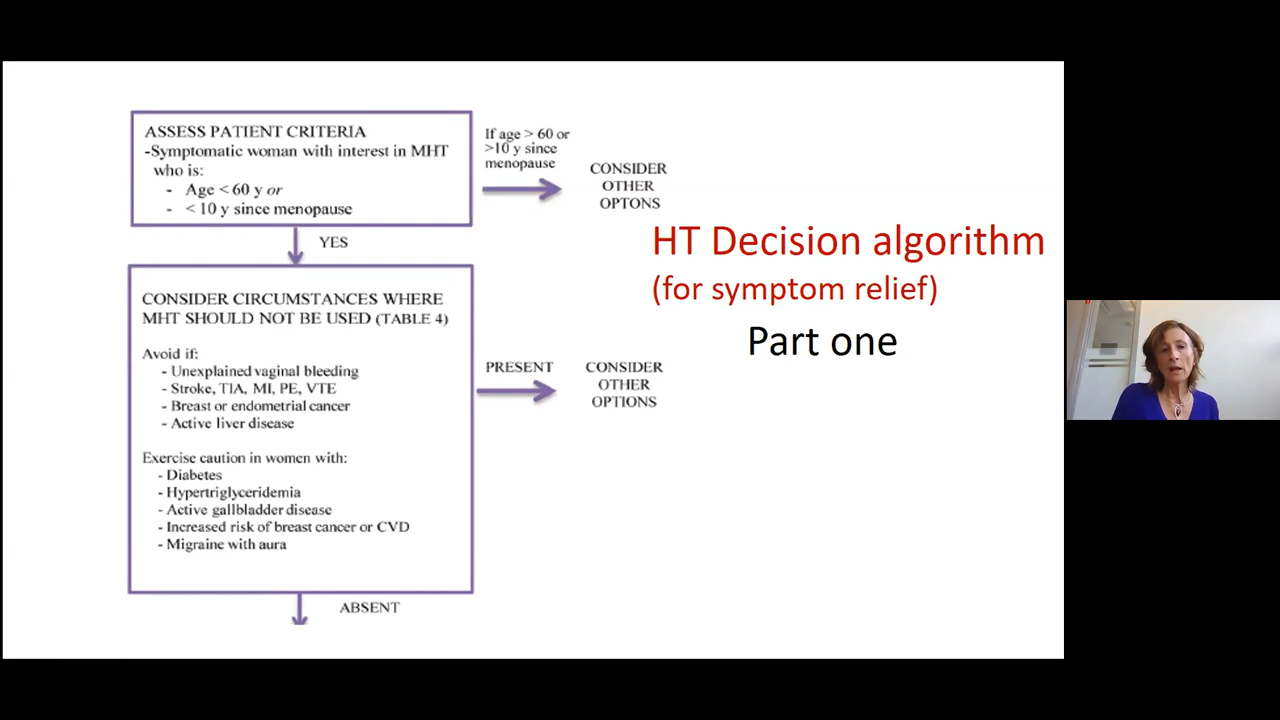 ASSESS PATIENT CRITERIA
-Symptomatic woman with interest in MHT
who is:
- Age < 60 y or
- < 10 y since menopause
If age > 60 or
>10 y since
menopause
CONSIDER
OTHER
OPTONS
YES
HT Decision algorithm
(for symptom relief)
Part one
CONSIDER CIRCUMSTANCES WHERE
MHT SHOULD NOT BE USED (TABLE 4)
Avoid if:
- Unexplained vaginal bleeding
- Stroke, TIA, MI, PE, VTE
- Breast or endometrial cancer
- Active liver disease
Exercise caution in women with:
- Diabetes
- Hypertriglyceridemia
- Active gallbladder disease
- Increased risk of breast cancer or CVD
- Migraine with aura
PRESENT
CONSIDER
OTHER
OPTIONS
ABSENT